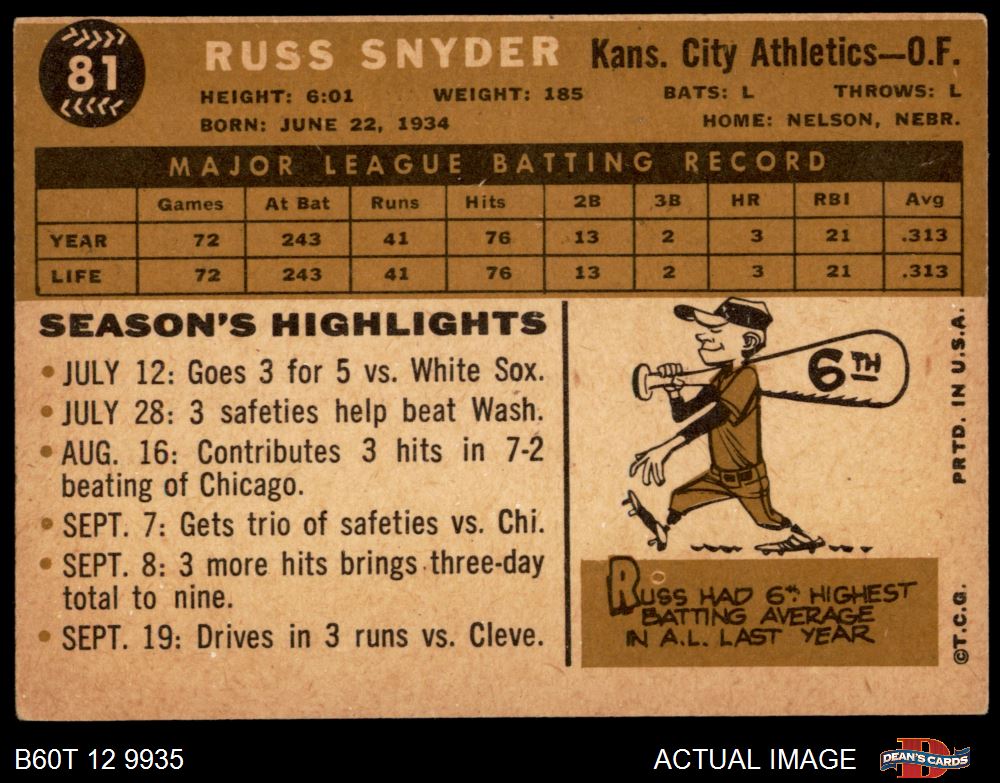 81
RUSS SNYDER Kans. City Athletics—O.F.
HEIGHT: 6:01 WEIGHT: 185 BATS: L THROWS: L
BORN: JUNE 22, 1934 HOME: NELSON, NEBR.
MAJOR LEAGUE BATTING RECORD
Games At Bat Runs Hits 2B 3B HR RBI Avg
YEAR 72 243 41 76 13 2 3 21 .313
LIFE 72 243 41 76 13 2 3 21 .313
SEASON'S HIGHLIGHTS
• JULY 12: Goes 3 for 5 vs. White Sox.
• JULY 28: 3 safeties help beat Wash.
• AUG. 16: Contributes 3 hits in 7-2
beating of Chicago.
• SEPT. 7: Gets trio of safeties vs. Chi.
• SEPT. 8: 3 more hits brings three-day
total to nine.
• SEPT. 19: Drives in 3 runs vs. Cleve.
6TH
RUSS HAD 6TH HIGHEST
BATTING AVERAGE
IN A.L. LAST YEAR
PRTD. IN U.S.A.
©T.C.G.
B60T 12 9935 ACTUAL IMAGE DEAN'S CARDS